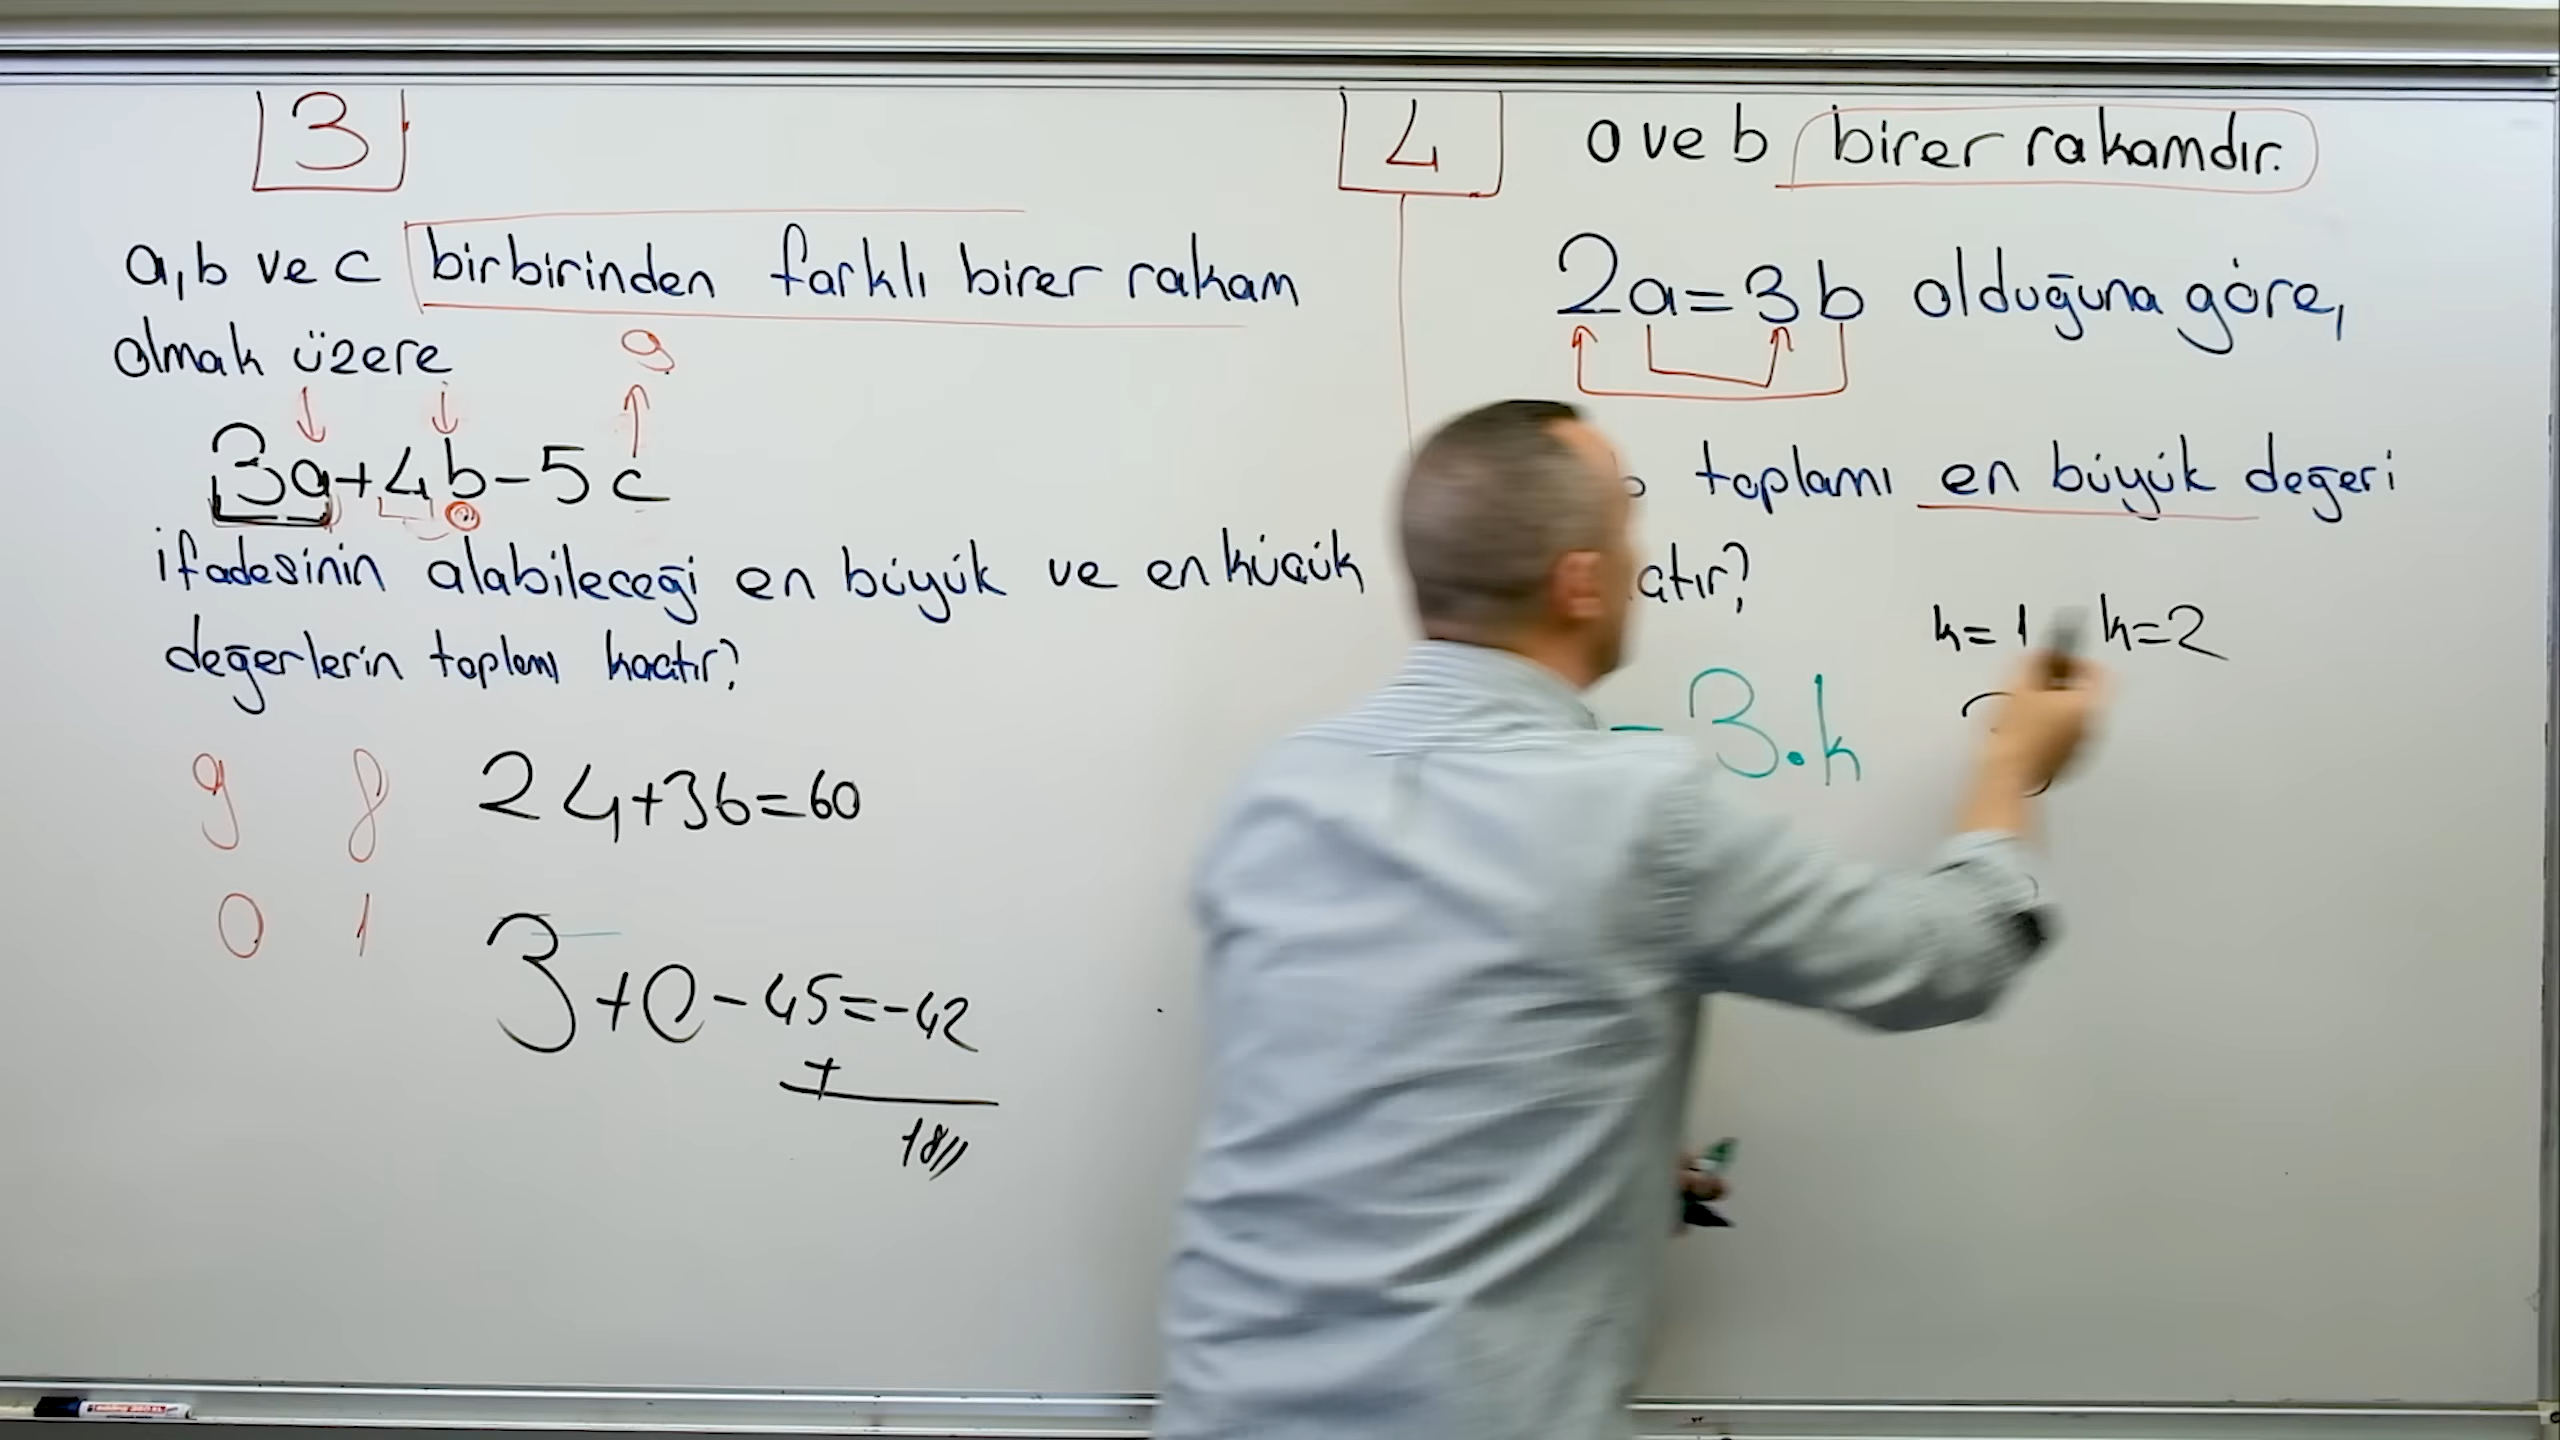 3
a, b ve c birbirinden farklı birer rakam
olmak üzere
9
3a+4b-5c
ifadesinin alabileceği en büyük ve en küçük
değerlerin toplamı kaçtır?
9 8 24+36=60
0 1
3+0-45=-42
+
18
4 a ve b birer rakamdır.
2a=3b olduğuna göre,
b toplamı en büyük değeri
k=1 k=2
3.k